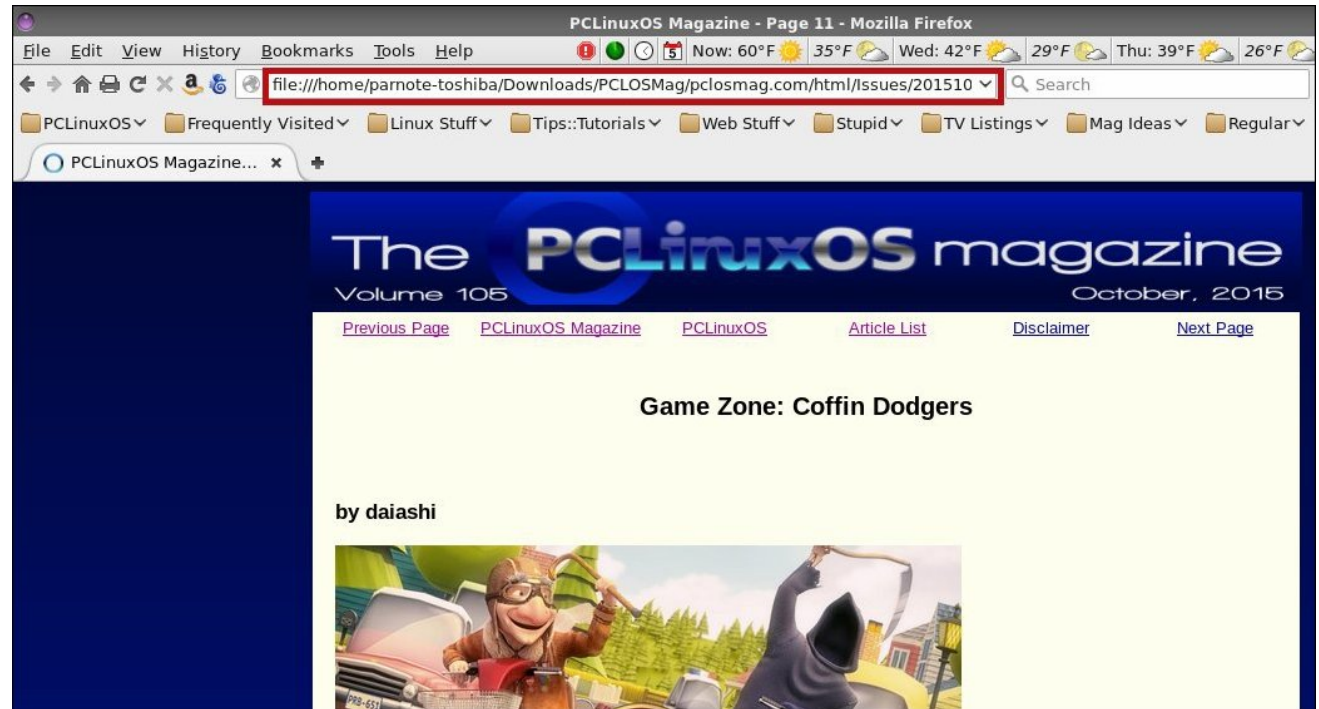 PCLinuxOS Magazine - Page 11 - Mozilla Firefox
File Edit View History Bookmarks Tools Help 5 Now: 60°F 35°F Wed: 42°F 29°F Thu: 39°F 26°F
file:///home/parnote-toshiba/Downloads/PCLOSMag/pclosmag.com/html/Issues/201510 Search
PCLinuxOS Frequently Visited Linux Stuff Tips::Tutorials Web Stuff Stupid TV Listings Mag Ideas Regular
PCLinuxOS Magazine...
The PCLinuxOS magazine
Volume 105 October, 2015
Previous Page PCLinuxOS Magazine PCLinuxOS Article List Disclaimer Next Page
Game Zone: Coffin Dodgers
by daiashi
PRB-651